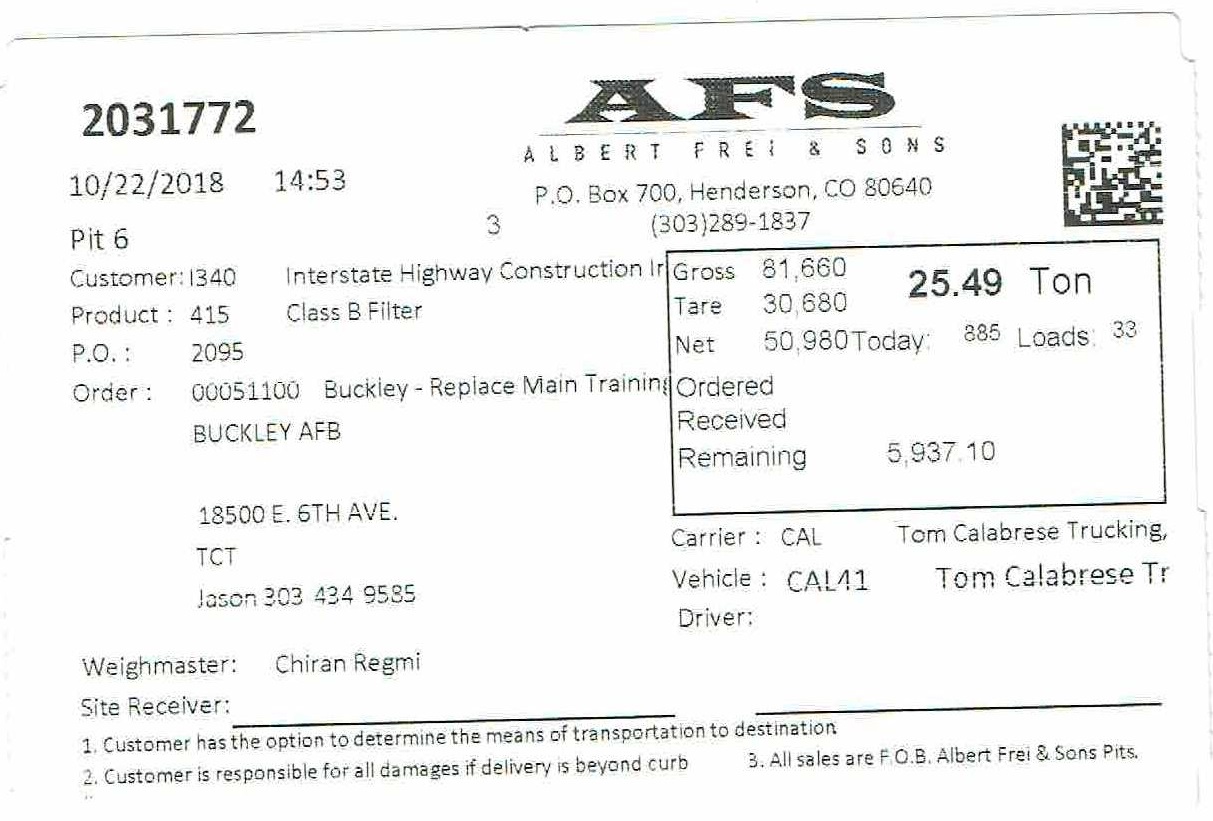 2031772
AFS
ALBERT FREI & SONS
10/22/2018 14:53
P.O. Box 700, Henderson, CO 80640
Pit 6
3
(303)289-1837
Customer: I340 Interstate Highway Construction Ir
Product : 415 Class B Filter
P.O. : 2095
Order : 00051100 Buckley - Replace Main Training
BUCKLEY AFB
18500 E. 6TH AVE.
TCT
Jason 303 434 9585
Gross 81,660 25.49 Ton
Tare 30,680
Net 50,980 Today: 885 Loads: 33
Ordered
Received
Remaining 5,937.10
Carrier : CAL Tom Calabrese Trucking,
Vehicle : CAL41 Tom Calabrese Tr
Driver:
Weighmaster: Chiran Regmi
Site Receiver:
1. Customer has the option to determine the means of transportation to destination
2. Customer is responsible for all damages if delivery is beyond curb
3. All sales are F.O.B. Albert Frei & Sons Pits.